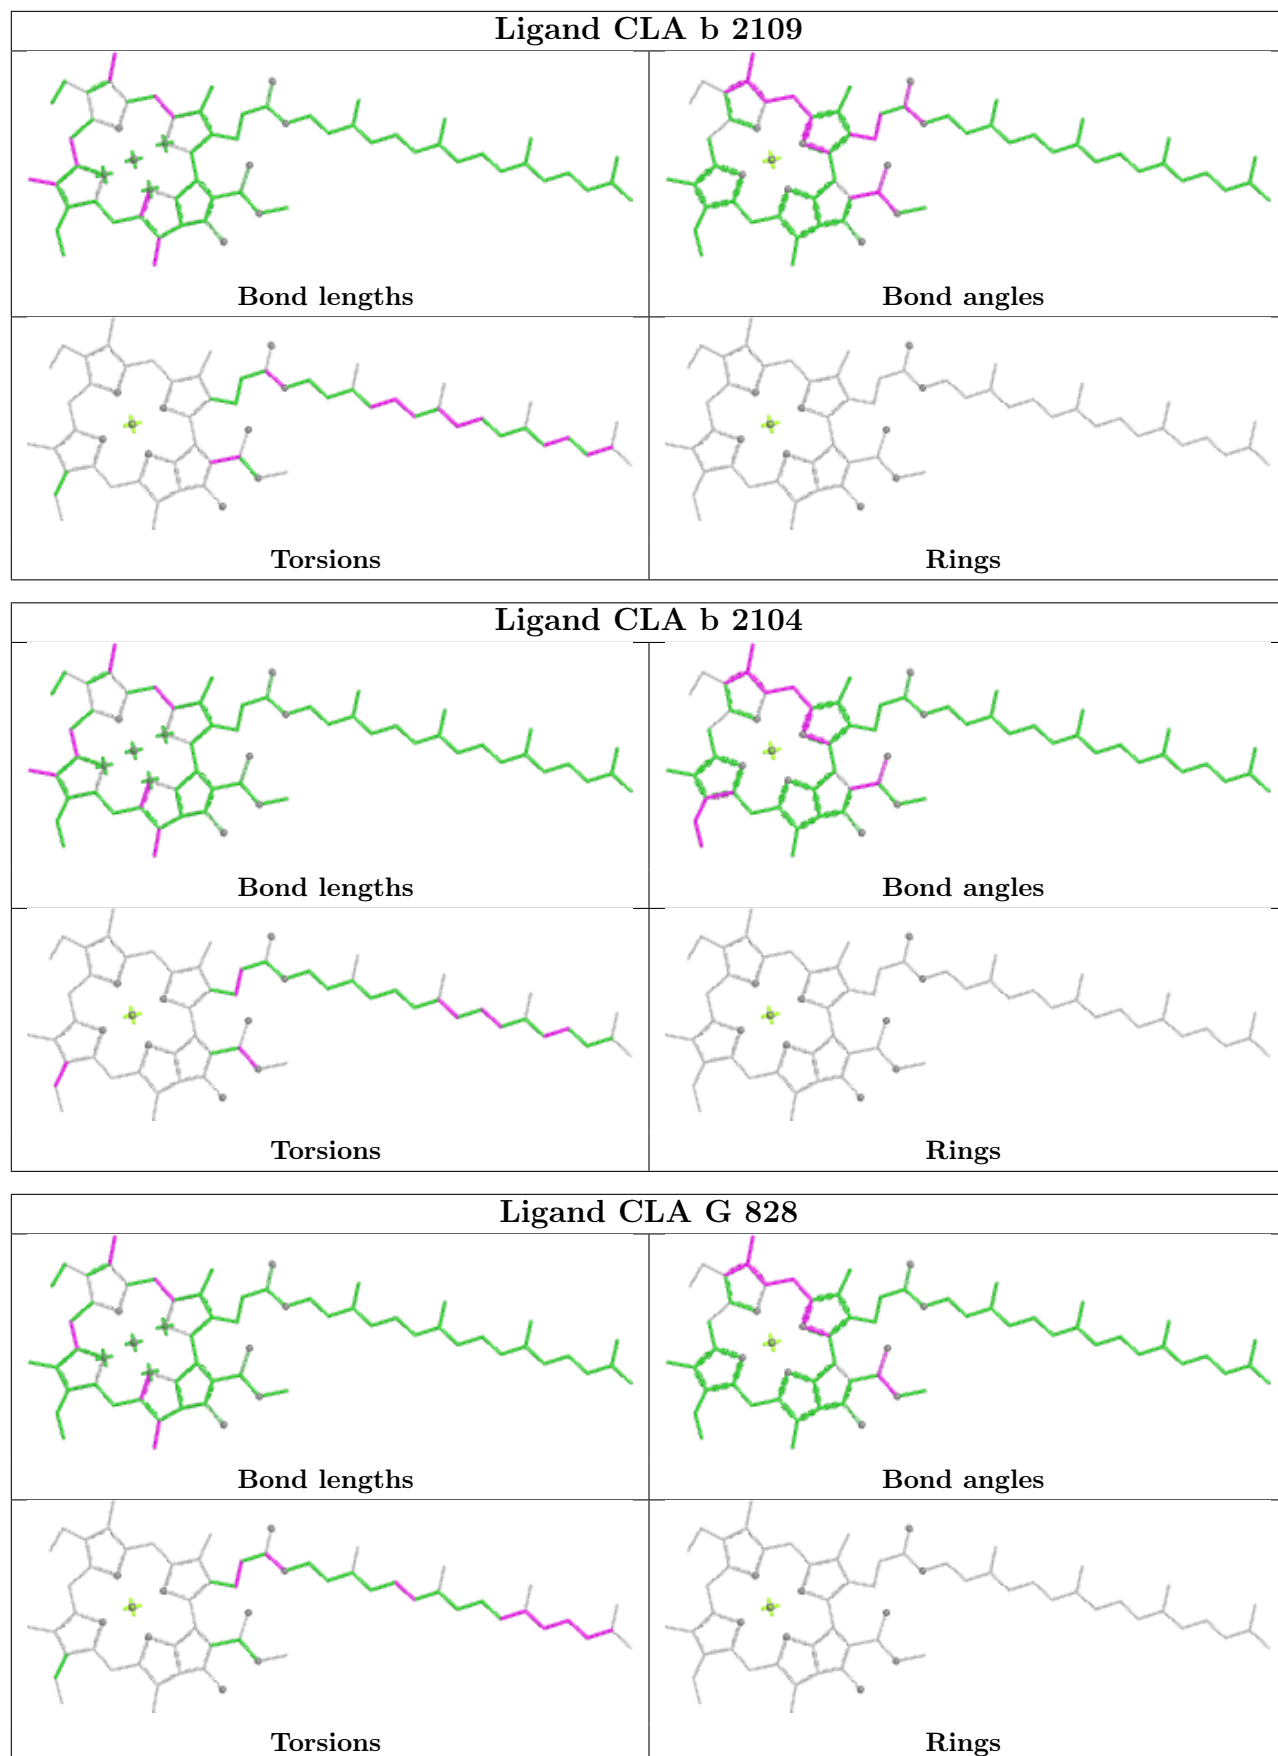 Ligand CLA b 2109
Bond lengths
Bond angles
Torsions
Rings
Ligand CLA b 2104
Bond lengths
Bond angles
Torsions
Rings
Ligand CLA G 828
Bond lengths
Bond angles
Torsions
Rings